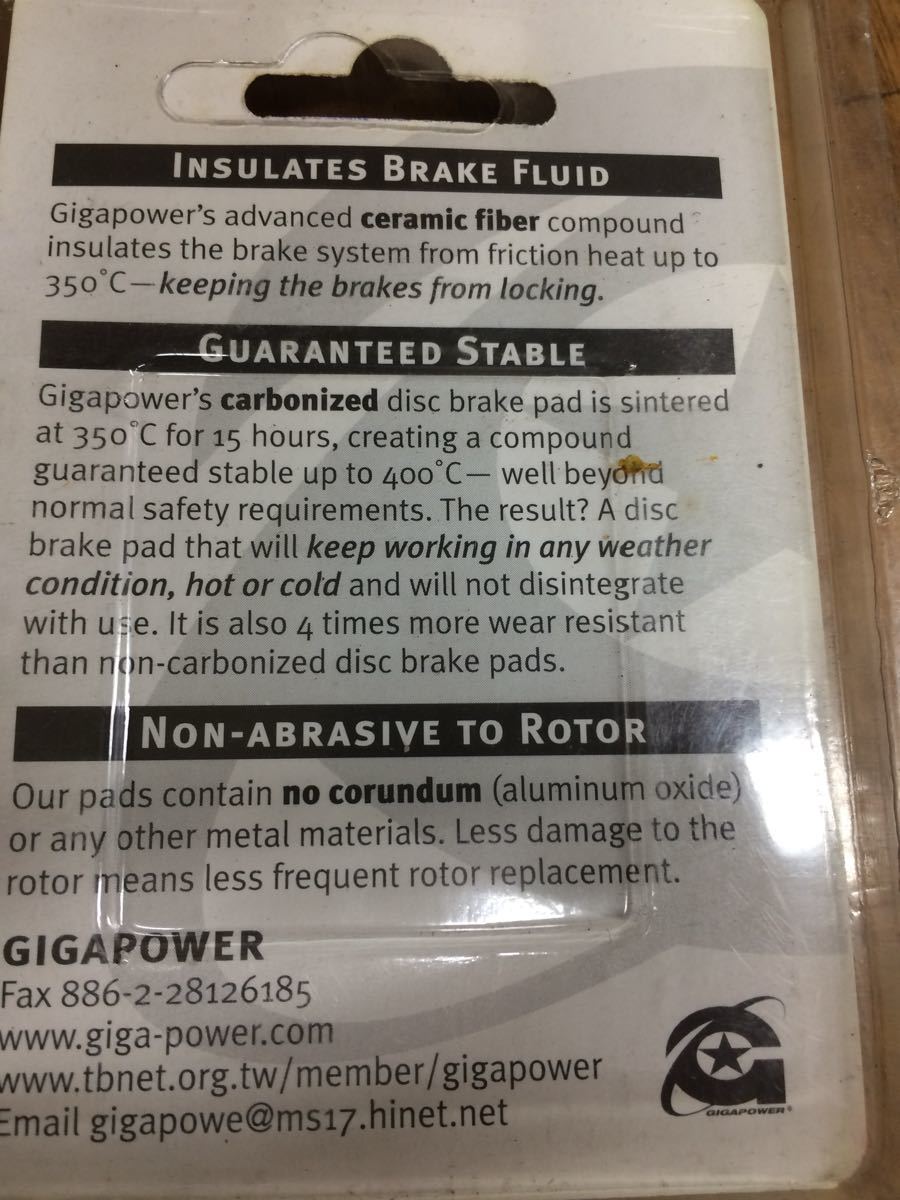 INSULATES BRAKE FLUID
Gigapower's advanced ceramic fiber compound
insulates the brake system from friction heat up to
350°C—keeping the brakes from locking.
GUARANTEED STABLE
Gigapower's carbonized disc brake pad is sintered
at 350°C for 15 hours, creating a compound
guaranteed stable up to 400°C— well beyond
normal safety requirements. The result? A disc
brake pad that will keep working in any weather
condition, hot or cold and will not disintegrate
with use. It is also 4 times more wear resistant
than non-carbonized disc brake pads.
NON-ABRASIVE TO ROTOR
Our pads contain no corundum (aluminum oxide)
or any other metal materials. Less damage to the
rotor means less frequent rotor replacement.
GIGAPOWER
Fax 886-2-28126185
www.giga-power.com
www.tbnet.org.tw/member/gigapower
Email gigapowe@ms17.hinet.net
GIGAPOWER®